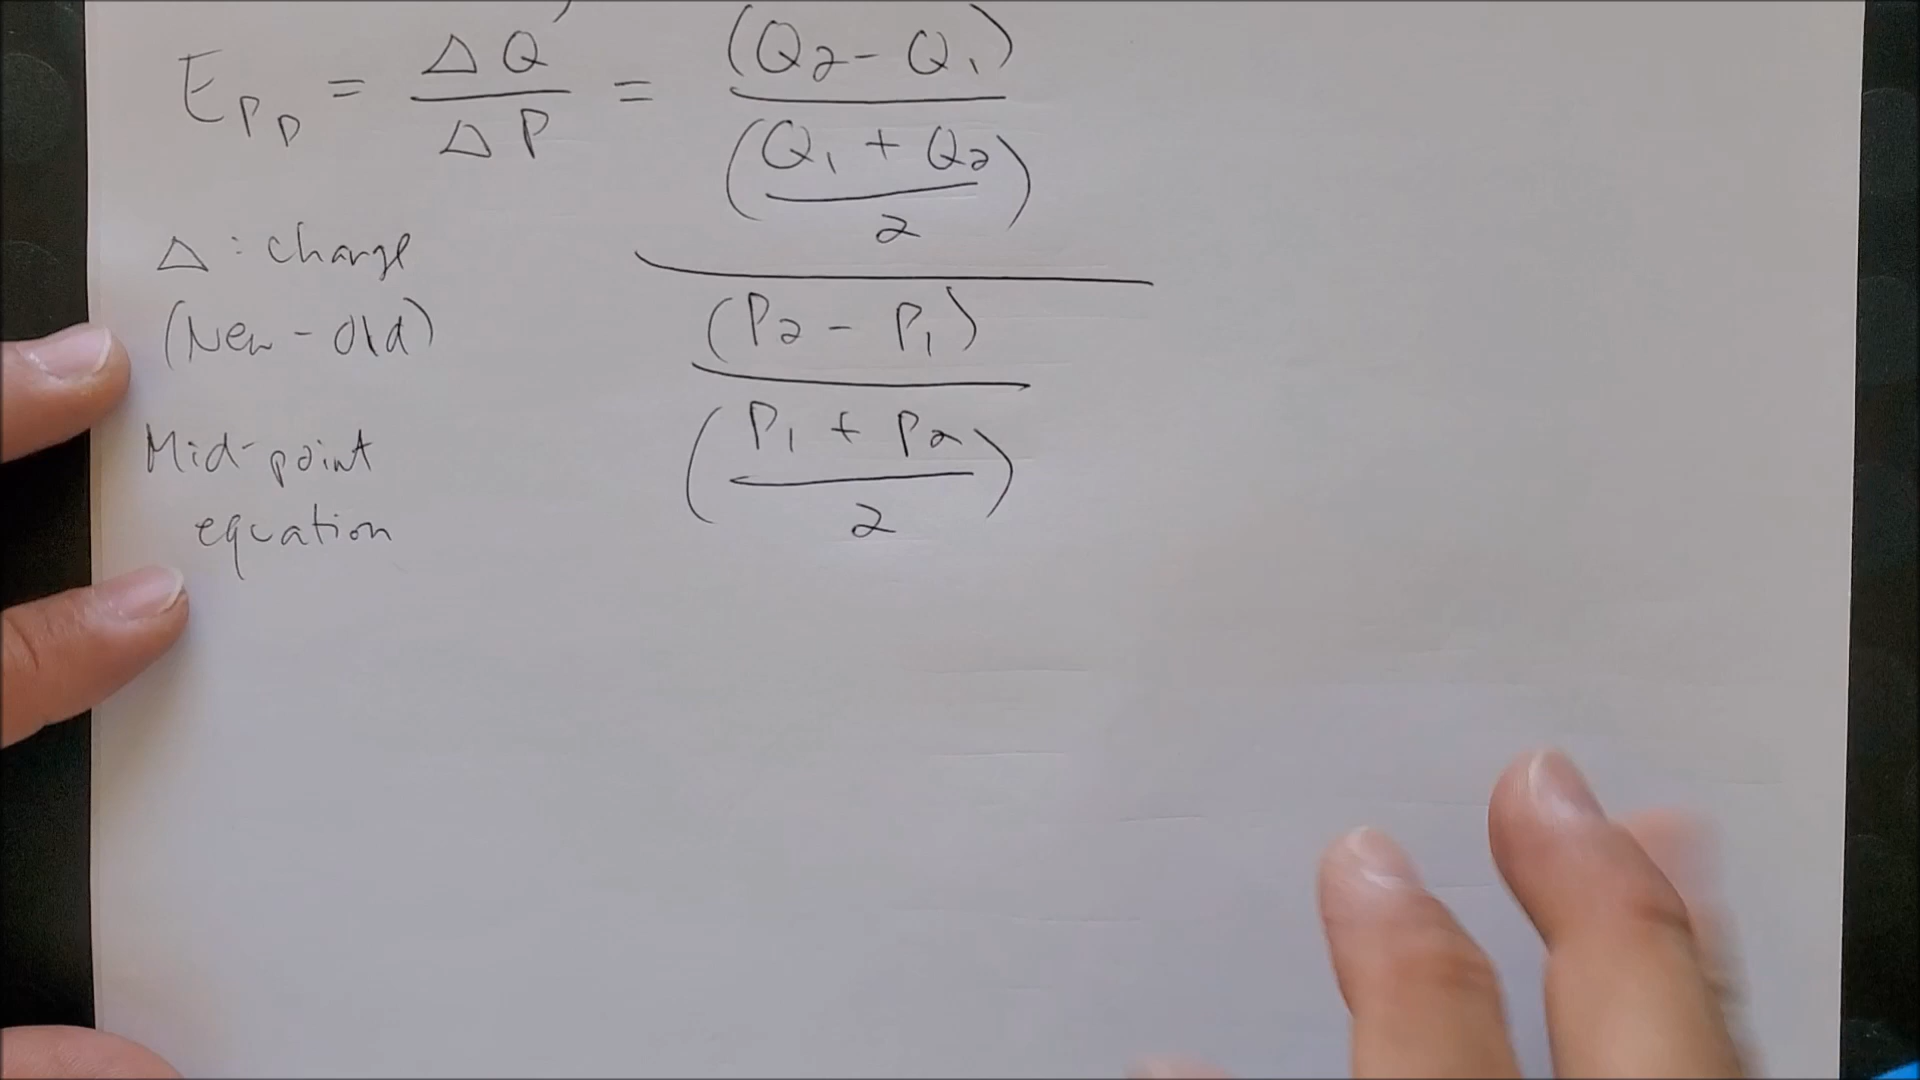 E_PD = ΔQ / ΔP = (Q2 - Q1) / ((Q1 + Q2) / 2)
(P2 - P1) / ((P1 + P2) / 2)
Δ : change
(New - Old)
Mid-point
equation